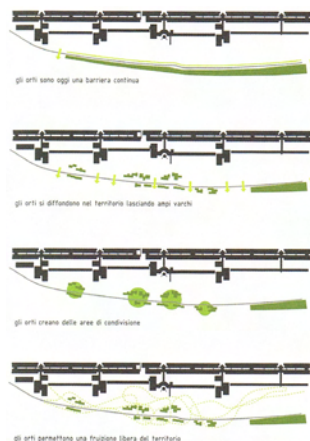 gli orti sono oggi una barriera continua
gli orti si diffondono nel territorio lasciando ampi varchi
gli orti creano delle aree di condivisione
gli orti permettono una fruizione libera del territorio